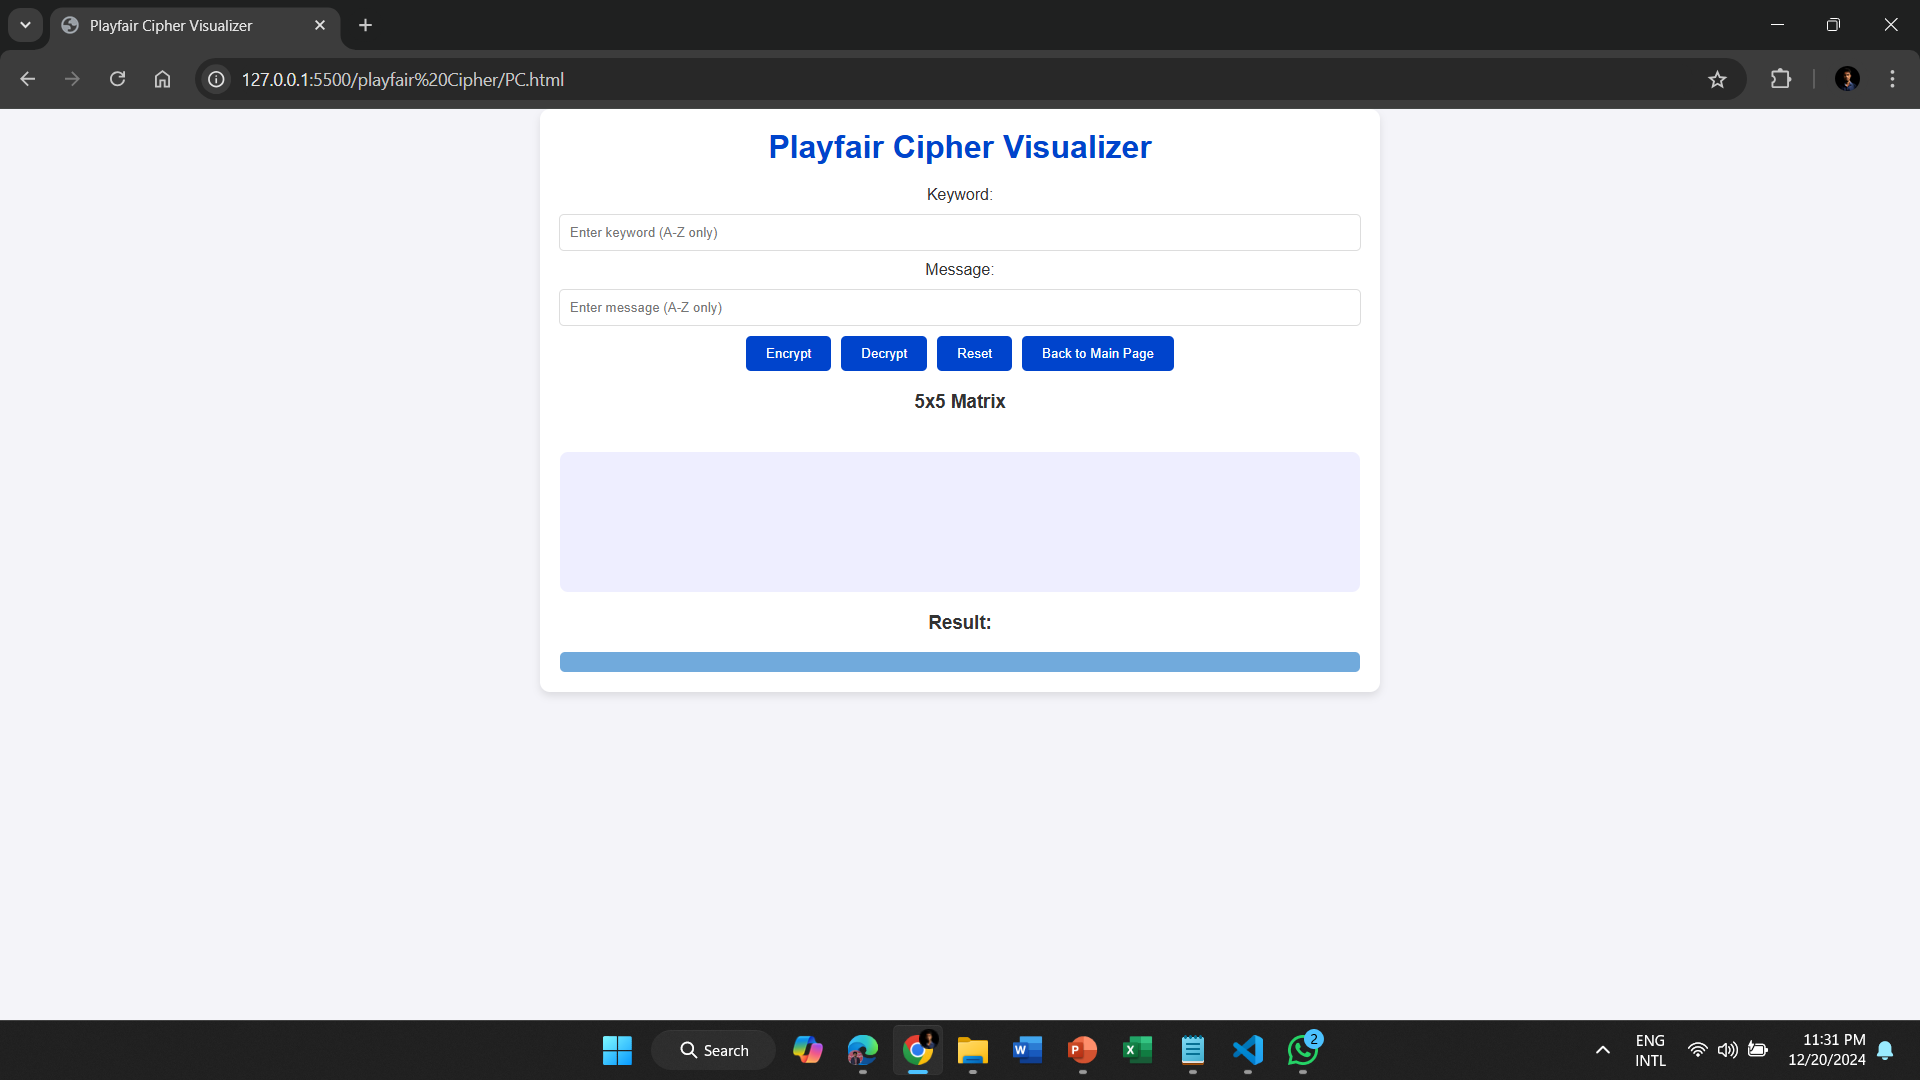 Playfair Cipher Visualizer
127.0.0.1:5500/playfair%20Cipher/PC.html
Playfair Cipher Visualizer
Keyword:
Enter keyword (A-Z only)
Message:
Enter message (A-Z only)
Encrypt Decrypt Reset Back to Main Page
5x5 Matrix
Result:
Search
W
P
X
2
ENG
INTL
11:31 PM
12/20/2024